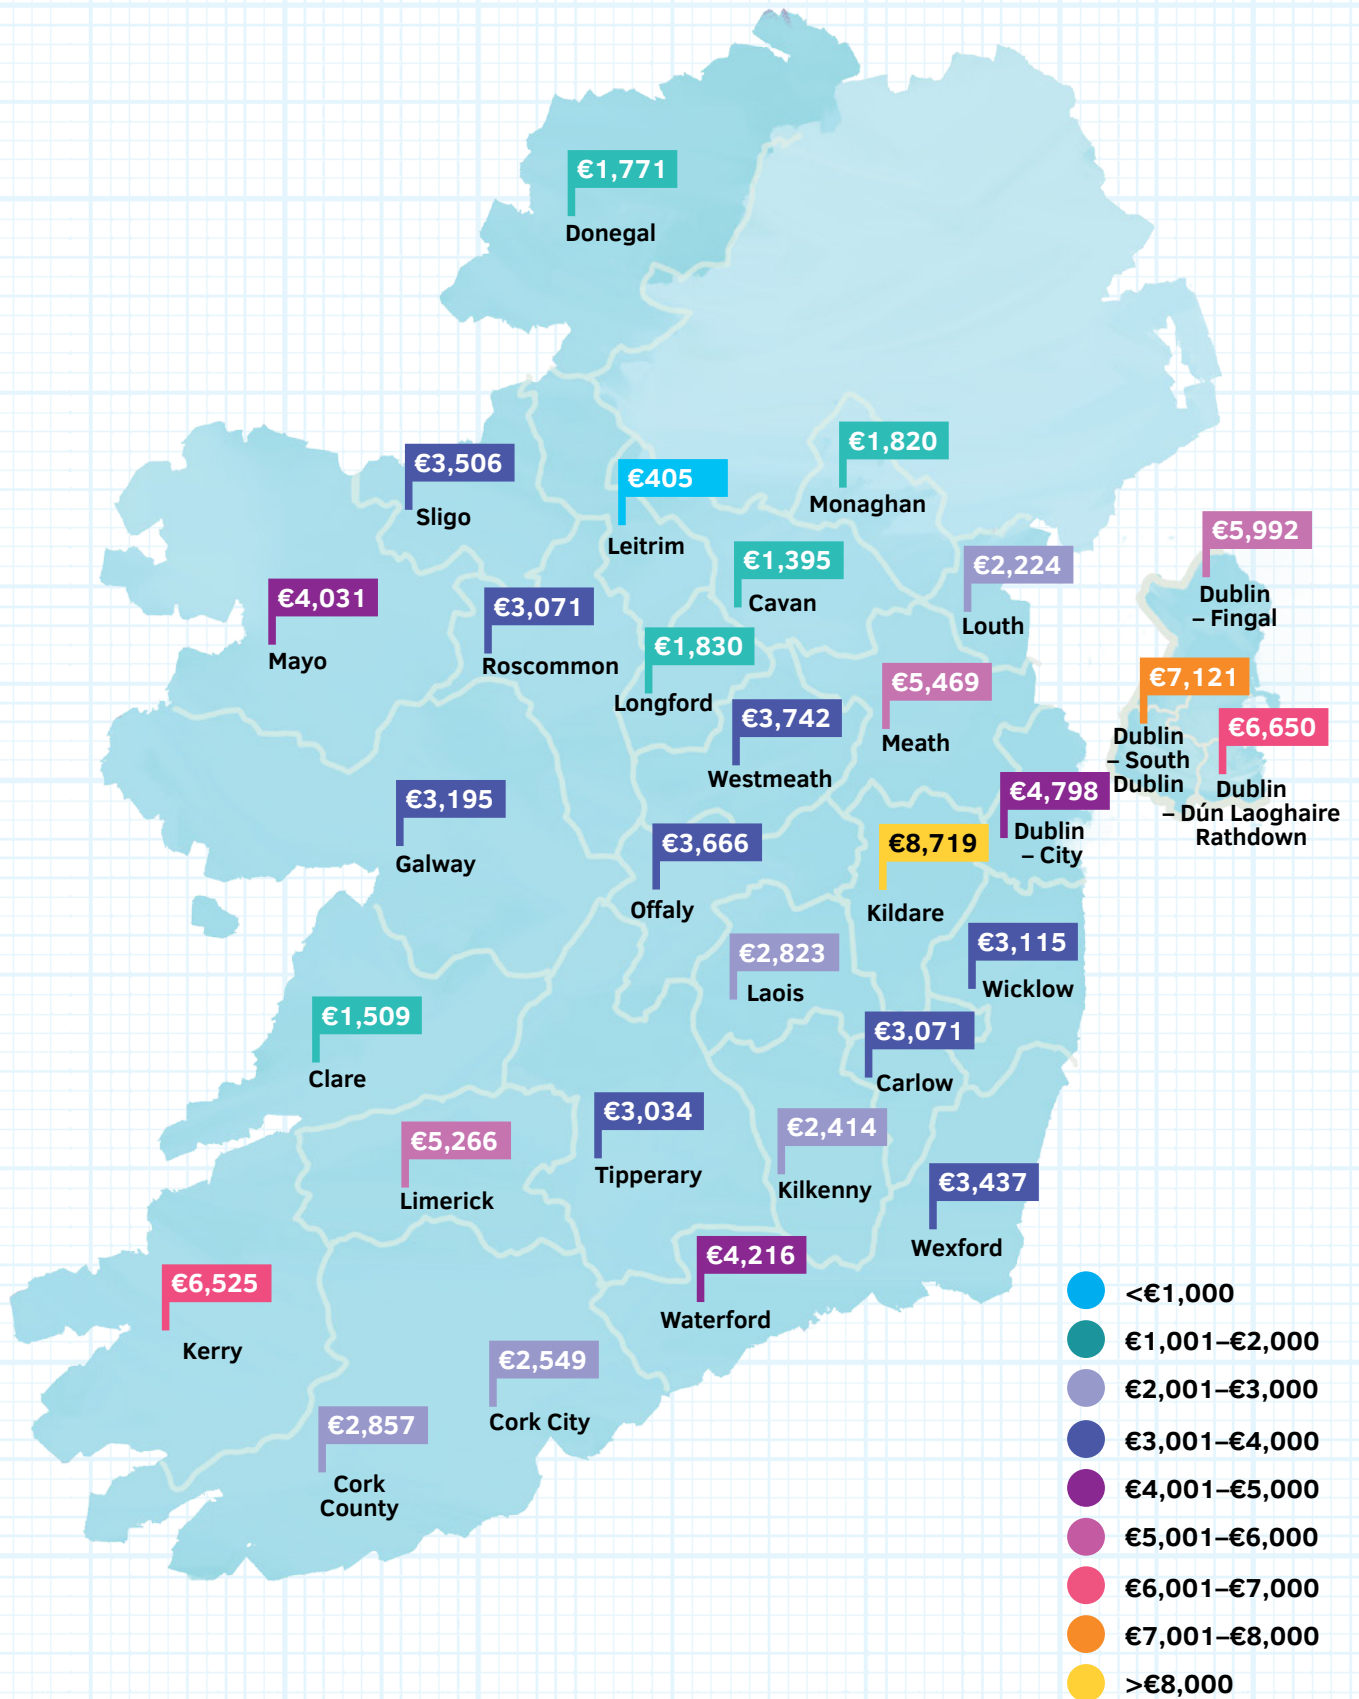 €1,771
Donegal
€3,506
Sligo
€405
Leitrim
€1,820
Monaghan
€4,031
Mayo
€3,071
Roscommon
€1,395
Cavan
€2,224
Louth
€5,992
Dublin
– Fingal
€1,830
Longford
€3,742
Westmeath
€5,469
Meath
€7,121
Dublin
– South
Dublin
€6,650
Dublin
– Dún Laoghaire
Rathdown
€3,195
Galway
€3,666
Offaly
€8,719
Kildare
€4,798
Dublin
– City
€2,823
Laois
€3,115
Wicklow
€1,509
Clare
€3,071
Carlow
€5,266
Limerick
€3,034
Tipperary
€2,414
Kilkenny
€3,437
Wexford
€6,525
Kerry
€4,216
Waterford
€2,549
Cork City
€2,857
Cork
County
<€1,000
€1,001–€2,000
€2,001–€3,000
€3,001–€4,000
€4,001–€5,000
€5,001–€6,000
€6,001–€7,000
€7,001–€8,000
>€8,000